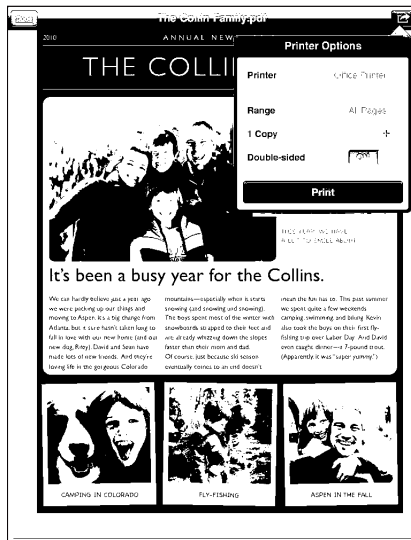 The Collin Family.pdf
2010
ANNUAL NEW
THE COLLI
Printer Options
Printer
Office Printer
Range
All Pages
1 Copy
+
Double-sided
Off
Print
It's been a busy year for the Collins.
We can hardly believe just a year ago
we were packing up our things and
moving to Aspen. It's a big change from
Atlanta, but it sure hasn't taken long to
fall in love with our new home (and our
new dog, Riley). David and Sean have
made lots of new friends. And they're
loving life in the gorgeous Colorado
mountains—especially when it starts
snowing (and snowing and snowing).
The boys spent most of the winter with
snowboards strapped to their feet and
are already whizzing down the slopes
faster than their mom and dad.
Of course, just because ski season
eventually comes to an end doesn't
mean the fun has to. This past summer
we spent quite a few weekends
camping, swimming and biking. Kevin
also took the boys on their first fly-
fishing trip over Labor Day. And David
even caught dinner—a 7-pound trout.
(Apparently, it was "super yummy.")
CAMPING IN COLORADO
FLY-FISHING
ASPEN IN THE FALL